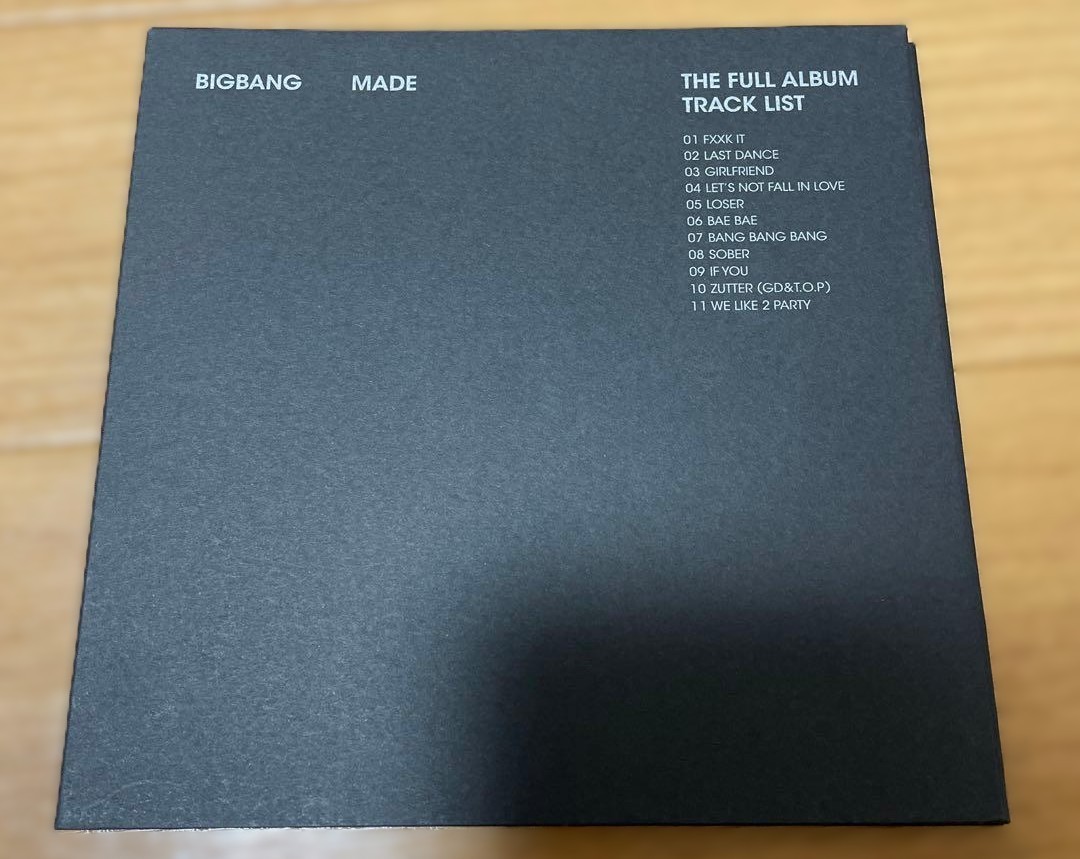 BIGBANG MADE
THE FULL ALBUM
TRACK LIST
01 FXXK IT
02 LAST DANCE
03 GIRLFRIEND
04 LET'S NOT FALL IN LOVE
05 LOSER
06 BAE BAE
07 BANG BANG BANG
08 SOBER
09 IF YOU
10 ZUTTER (GD&T.O.P)
11 WE LIKE 2 PARTY